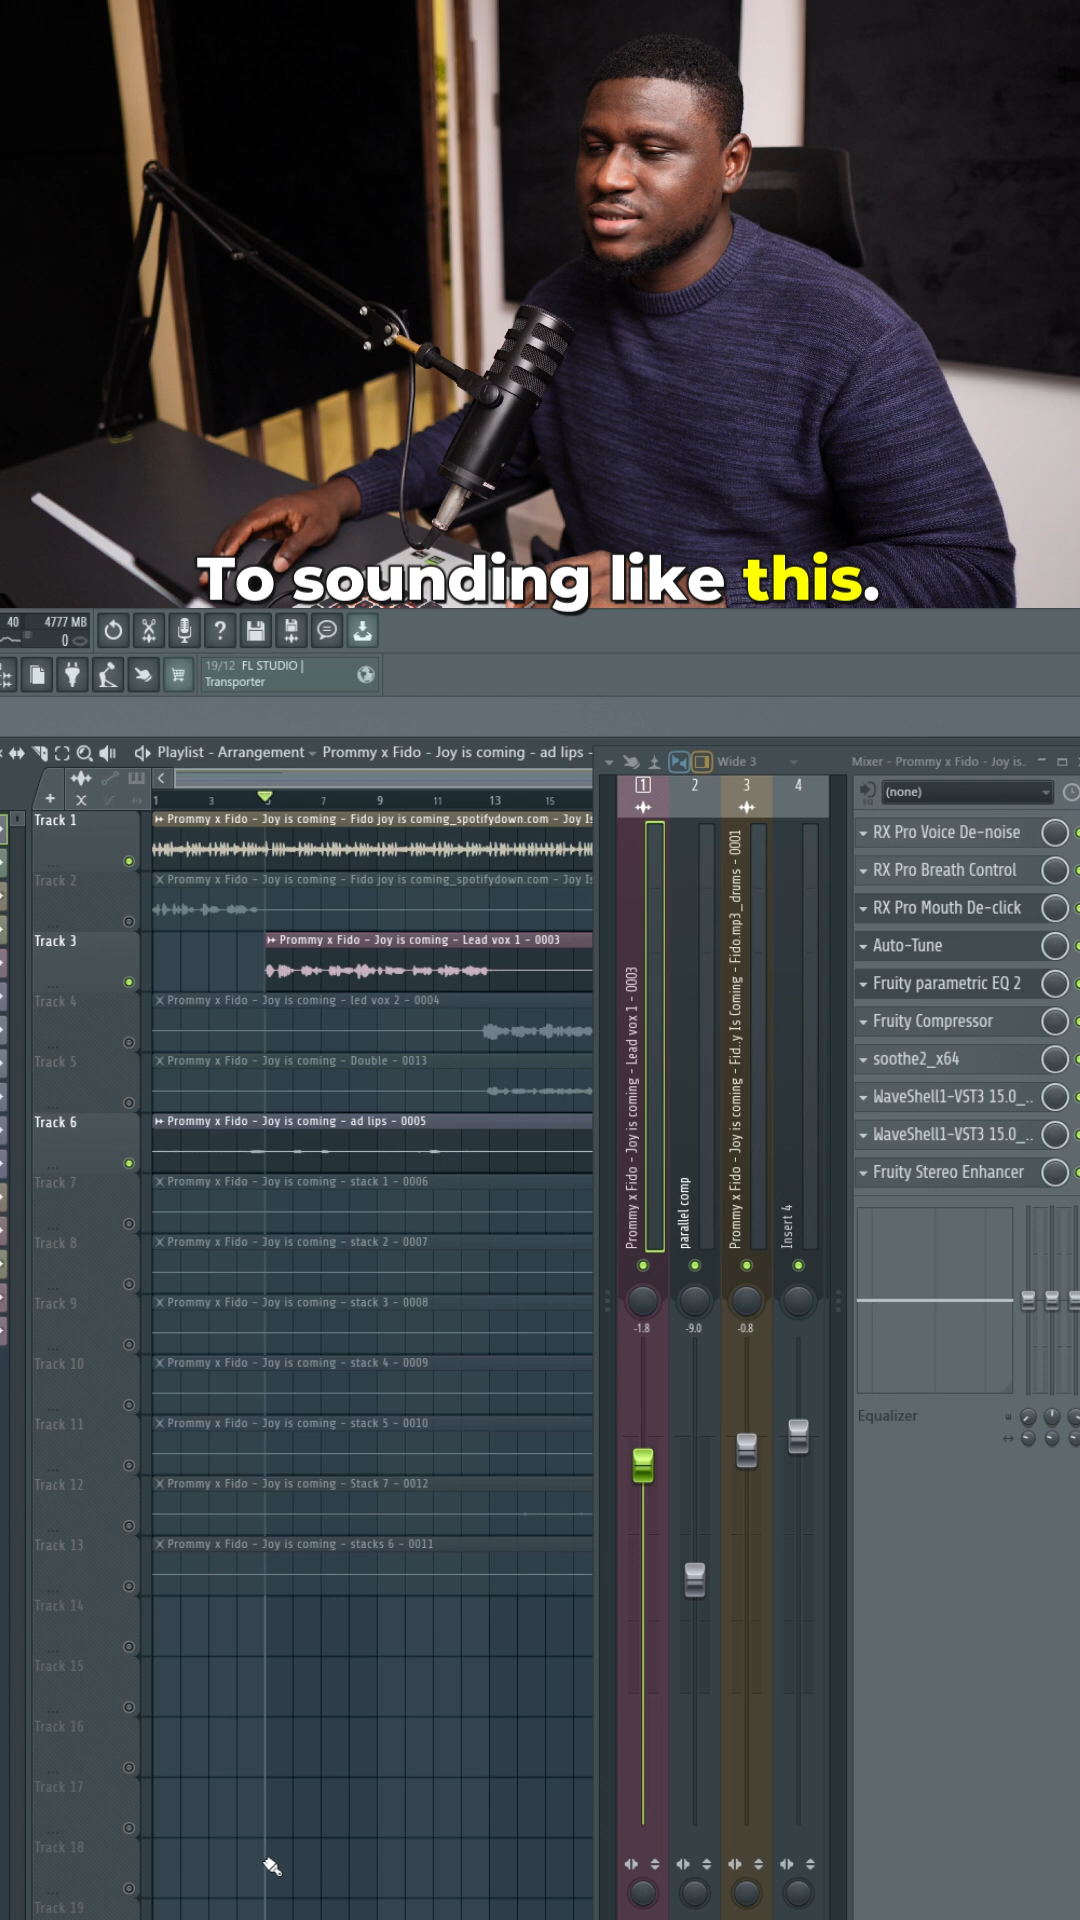 To sounding like this.
40 4777 MB
0
19/12 FL STUDIO |
Transporter
Playlist - Arrangement
Prommy x Fido - Joy is coming - ad lips -
Wide 3
Mixer - Prommy x Fido - Joy is..
1 3 5 7 9 11 13 15
Track 1
Prommy x Fido - Joy is coming - Fido joy is coming_spotifydown.com - Joy Is
Track 2
Prommy x Fido - Joy is coming - Fido joy is coming_spotifydown.com - Joy Is
Track 3
Prommy x Fido - Joy is coming - Lead vox 1 - 0003
Track 4
Prommy x Fido - Joy is coming - led vox 2 - 0004
Track 5
Prommy x Fido - Joy is coming - Double - 0013
Track 6
Prommy x Fido - Joy is coming - ad lips - 0005
Track 7
Prommy x Fido - Joy is coming - stack 1 - 0006
Track 8
Prommy x Fido - Joy is coming - stack 2 - 0007
Track 9
Prommy x Fido - Joy is coming - stack 3 - 0008
Track 10
Prommy x Fido - Joy is coming - stack 4 - 0009
Track 11
Prommy x Fido - Joy is coming - stack 5 - 0010
Track 12
Prommy x Fido - Joy is coming - Stack 7 - 0012
Track 13
Prommy x Fido - Joy is coming - stacks 6 - 0011
Track 14
Track 15
Track 16
Track 17
Track 18
Track 19
1 2 3 4
Prommy x Fido - Joy is coming - Lead vox 1 - 0003
parallel comp
Prommy x Fido - Joy is coming - Fid..y Is Coming - Fido.mp3_drums - 0001
Insert 4
-1.8 -9.0 -0.8
(none)
RX Pro Voice De-noise
RX Pro Breath Control
RX Pro Mouth De-click
Auto-Tune
Fruity parametric EQ 2
Fruity Compressor
soothe2_x64
WaveShell1-VST3 15.0_..
WaveShell1-VST3 15.0_..
Fruity Stereo Enhancer
Equalizer